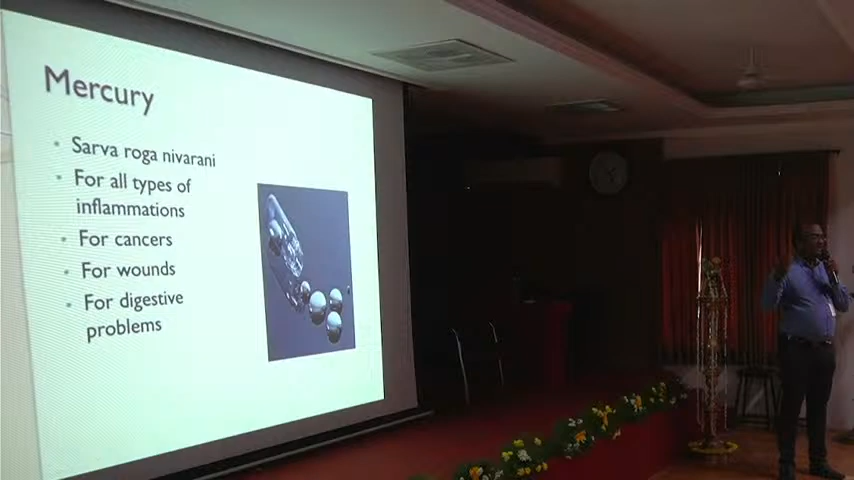 Mercury
Sarva roga nivarani
For all types of
inflammations
For cancers
For wounds
For digestive
problems